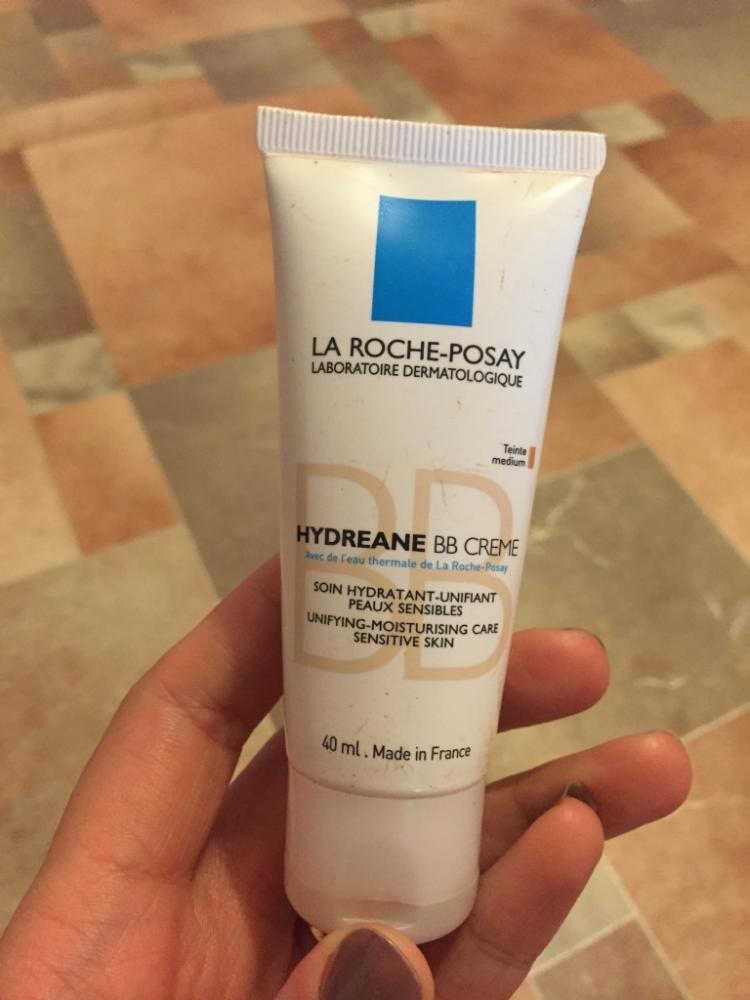 LA ROCHE-POSAY
LABORATOIRE DERMATOLOGIQUE
Teinte
medium
BB
HYDREANE BB CREME
Avec de l'eau thermale de La Roche-Posay
SOIN HYDRATANT-UNIFIANT
PEAUX SENSIBLES
UNIFYING-MOISTURISING CARE
SENSITIVE SKIN
40 ml . Made in France